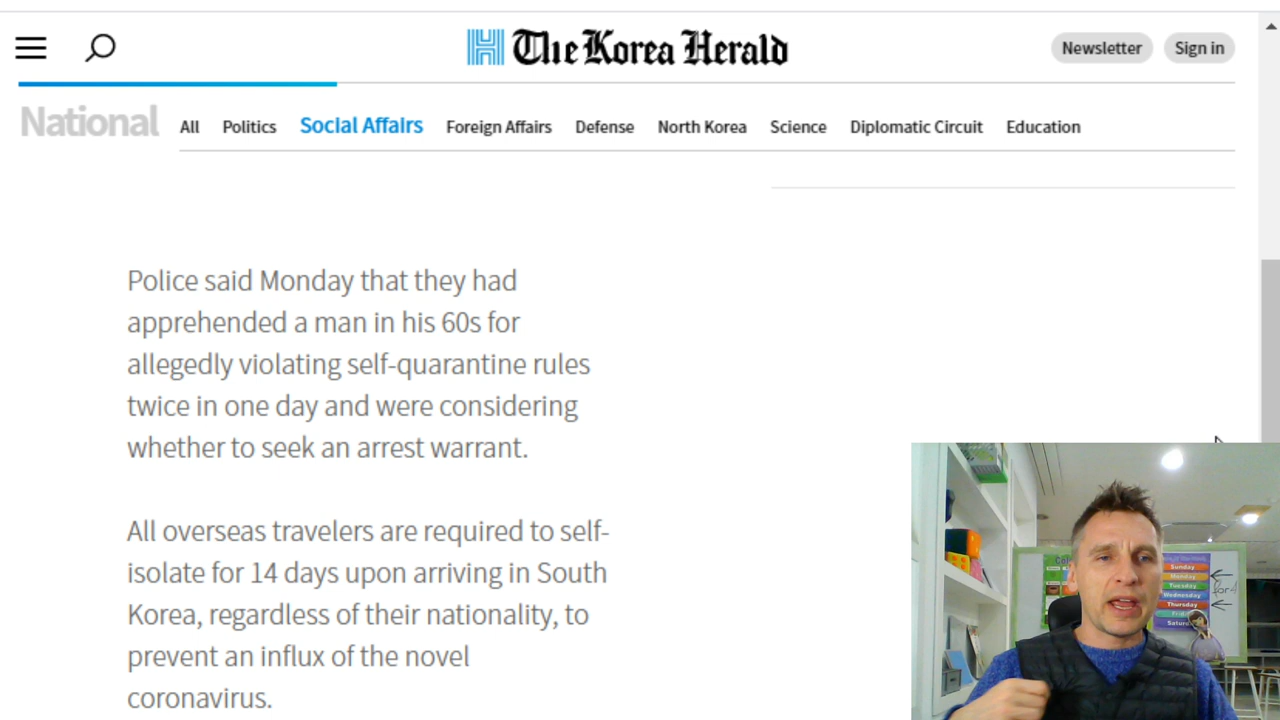 The Korea Herald
Newsletter
Sign in
National
All Politics Social Affairs Foreign Affairs Defense North Korea Science Diplomatic Circuit Education
Police said Monday that they had
apprehended a man in his 60s for
allegedly violating self-quarantine rules
twice in one day and were considering
whether to seek an arrest warrant.
All overseas travelers are required to self-
isolate for 14 days upon arriving in South
Korea, regardless of their nationality, to
prevent an influx of the novel
coronavirus.
Sunday
Monday
Tuesday
Wednesday
Thursday